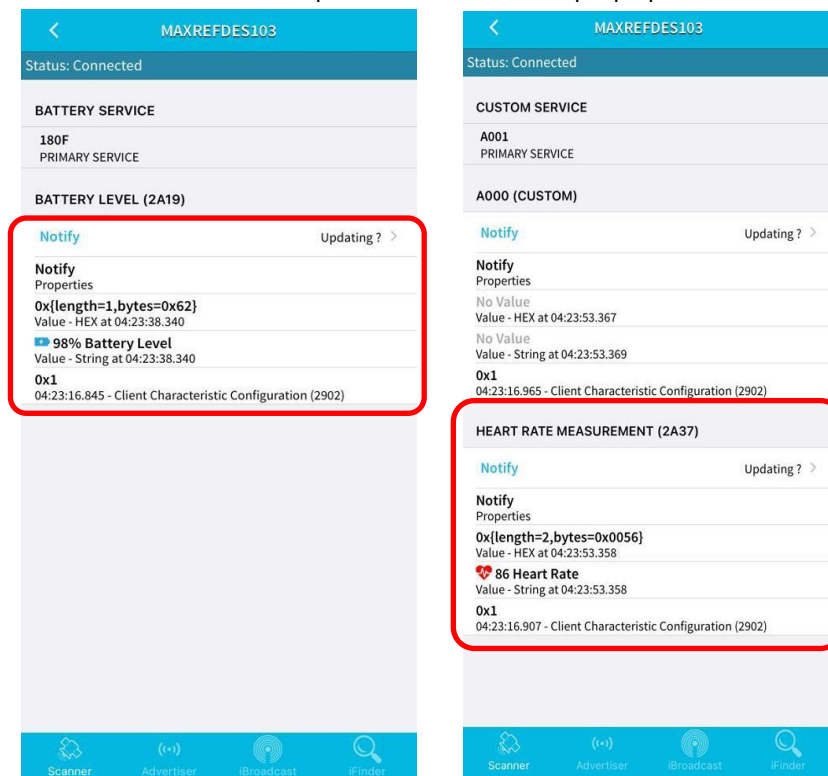 MAXREFDES103
Status: Connected
BATTERY SERVICE
180F
PRIMARY SERVICE
BATTERY LEVEL (2A19)
Notify Updating ? >
Notify
Properties
0x{length=1,bytes=0x62}
Value - HEX at 04:23:38.340
98% Battery Level
Value - String at 04:23:38.340
0x1
04:23:16.845 - Client Characteristic Configuration (2902)
Scanner Advertiser iBroadcast iFinder
MAXREFDES103
Status: Connected
CUSTOM SERVICE
A001
PRIMARY SERVICE
A000 (CUSTOM)
Notify Updating ? >
Notify
Properties
No Value
Value - HEX at 04:23:53.367
No Value
Value - String at 04:23:53.369
0x1
04:23:16.965 - Client Characteristic Configuration (2902)
HEART RATE MEASUREMENT (2A37)
Notify Updating ? >
Notify
Properties
0x{length=2,bytes=0x0056}
Value - HEX at 04:23:53.358
86 Heart Rate
Value - String at 04:23:53.358
0x1
04:23:16.907 - Client Characteristic Configuration (2902)
Scanner Advertiser iBroadcast iFinder